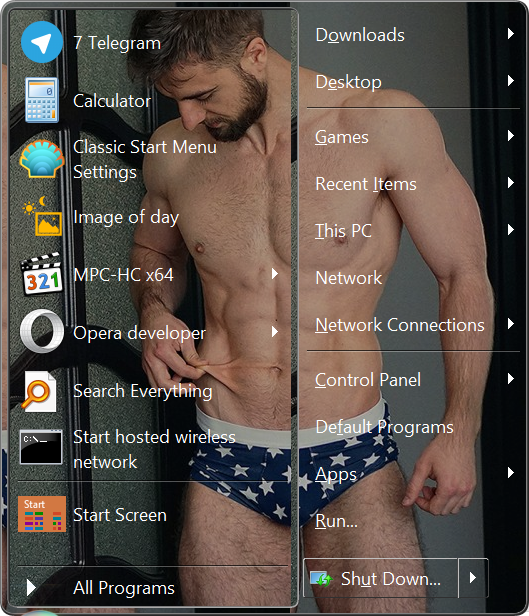 7 Telegram
Calculator
Classic Start Menu
Settings
Image of day
321
MPC-HC x64
Opera developer
Search Everything
C:\_
Start hosted wireless
network
Start
Start Screen
All Programs
Downloads
Desktop
Games
Recent Items
This PC
Network
Network Connections
Control Panel
Default Programs
Apps
Run...
Shut Down...